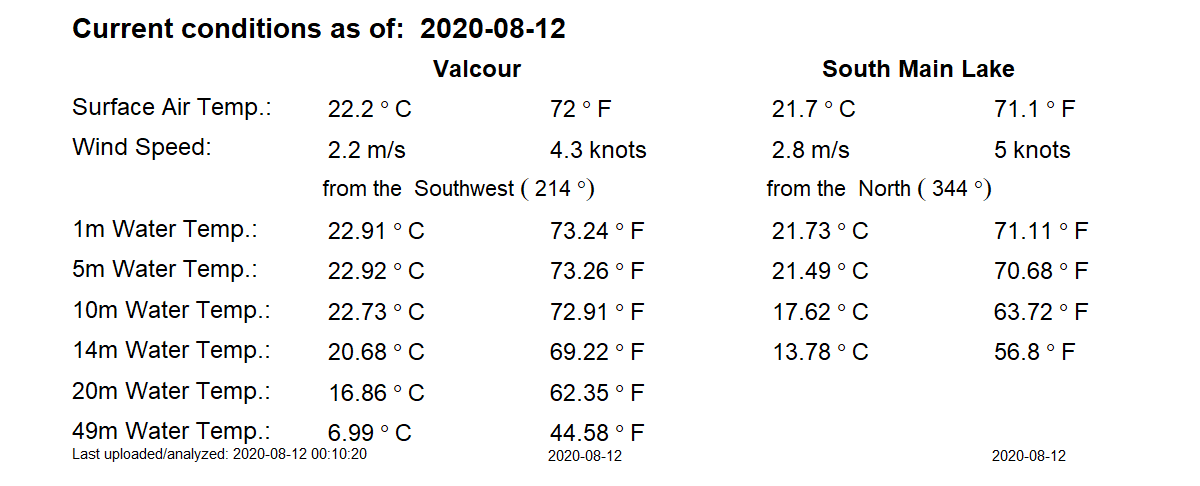 Current conditions as of:  2020-08-12
Valcour South Main Lake
Surface Air Temp.: 22.2 ° C 72 ° F 21.7 ° C 71.1 ° F
Wind Speed: 2.2 m/s 4.3 knots 2.8 m/s 5 knots
from the  Southwest ( 214 °) from the  North ( 344 °)
1m Water Temp.: 22.91 ° C 73.24 ° F 21.73 ° C 71.11 ° F
5m Water Temp.: 22.92 ° C 73.26 ° F 21.49 ° C 70.68 ° F
10m Water Temp.: 22.73 ° C 72.91 ° F 17.62 ° C 63.72 ° F
14m Water Temp.: 20.68 ° C 69.22 ° F 13.78 ° C 56.8 ° F
20m Water Temp.: 16.86 ° C 62.35 ° F
49m Water Temp.: 6.99 ° C 44.58 ° F
Last uploaded/analyzed: 2020-08-12 00:10:20 2020-08-12 2020-08-12